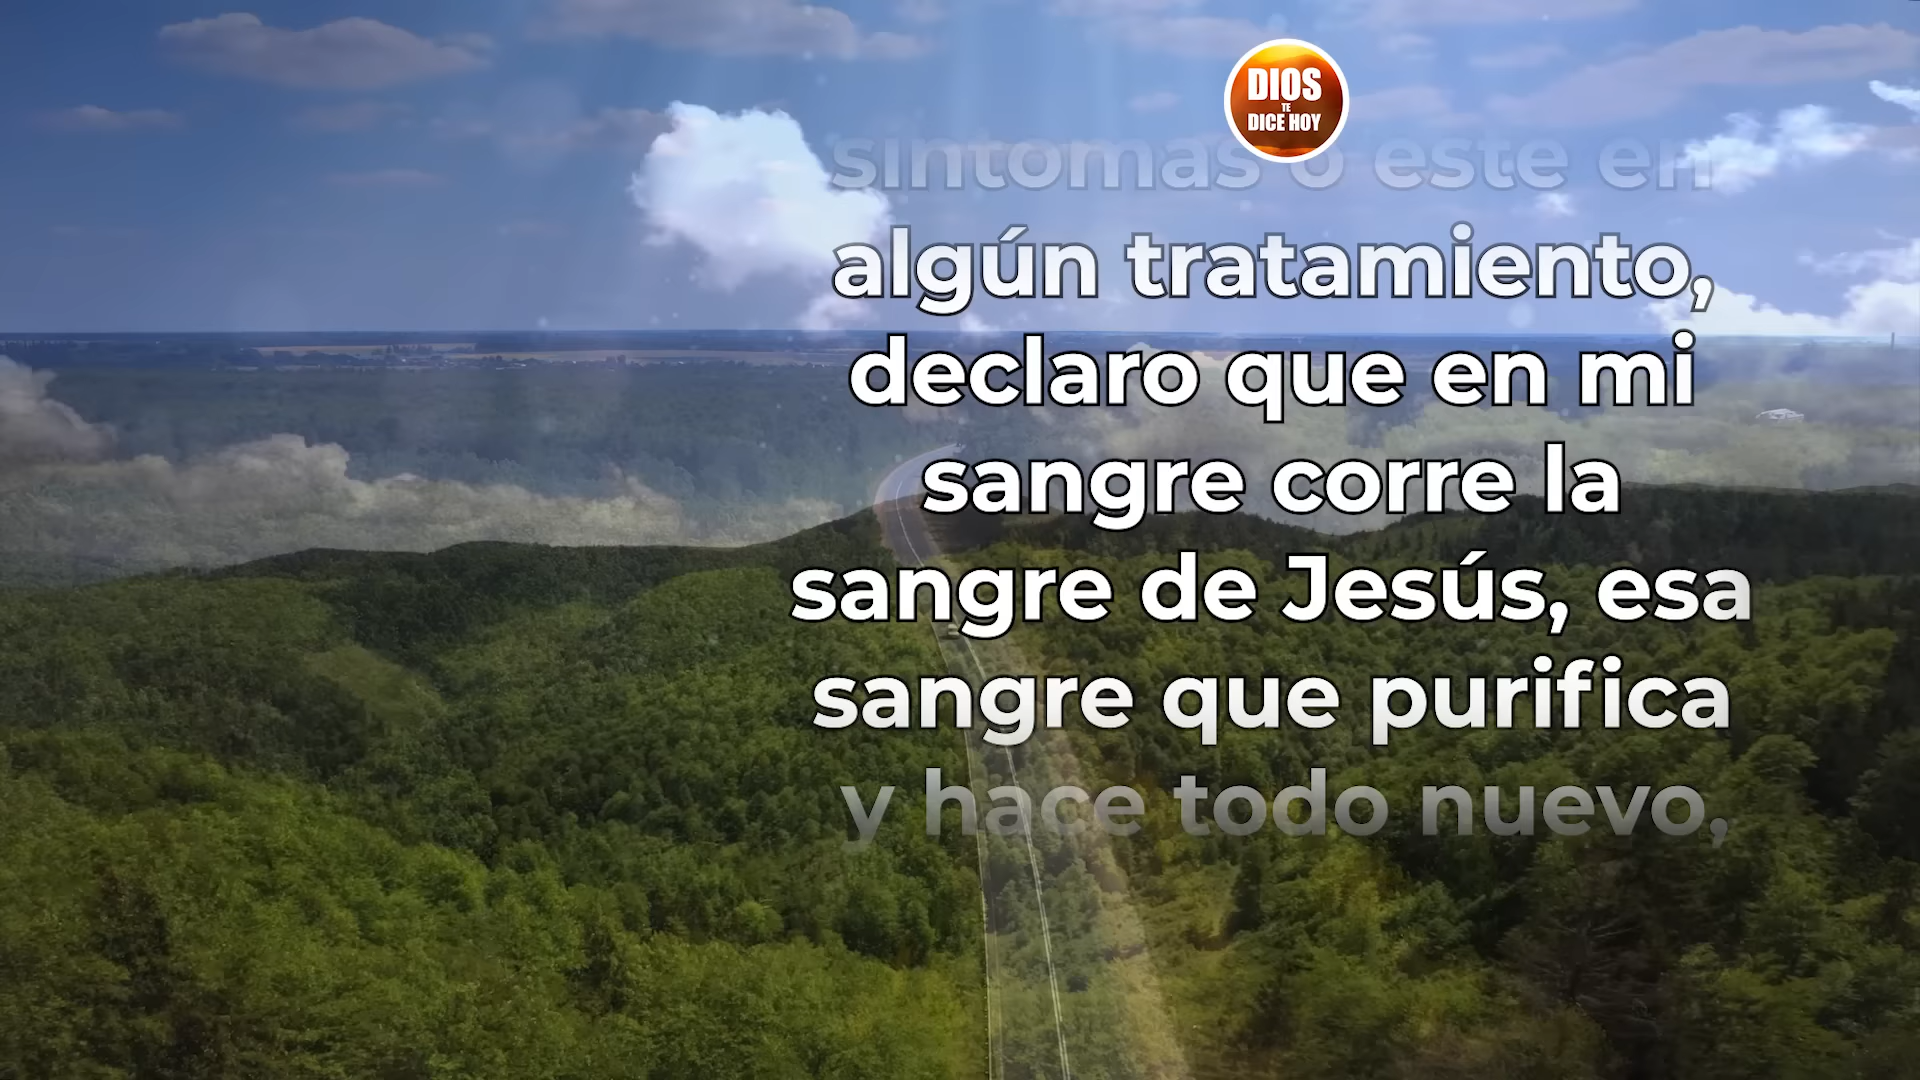 DIOS
TE
DICE HOY
síntomas o esté en
algún tratamiento,
declaro que en mi
sangre corre la
sangre de Jesús, esa
sangre que purifica
y hace todo nuevo,